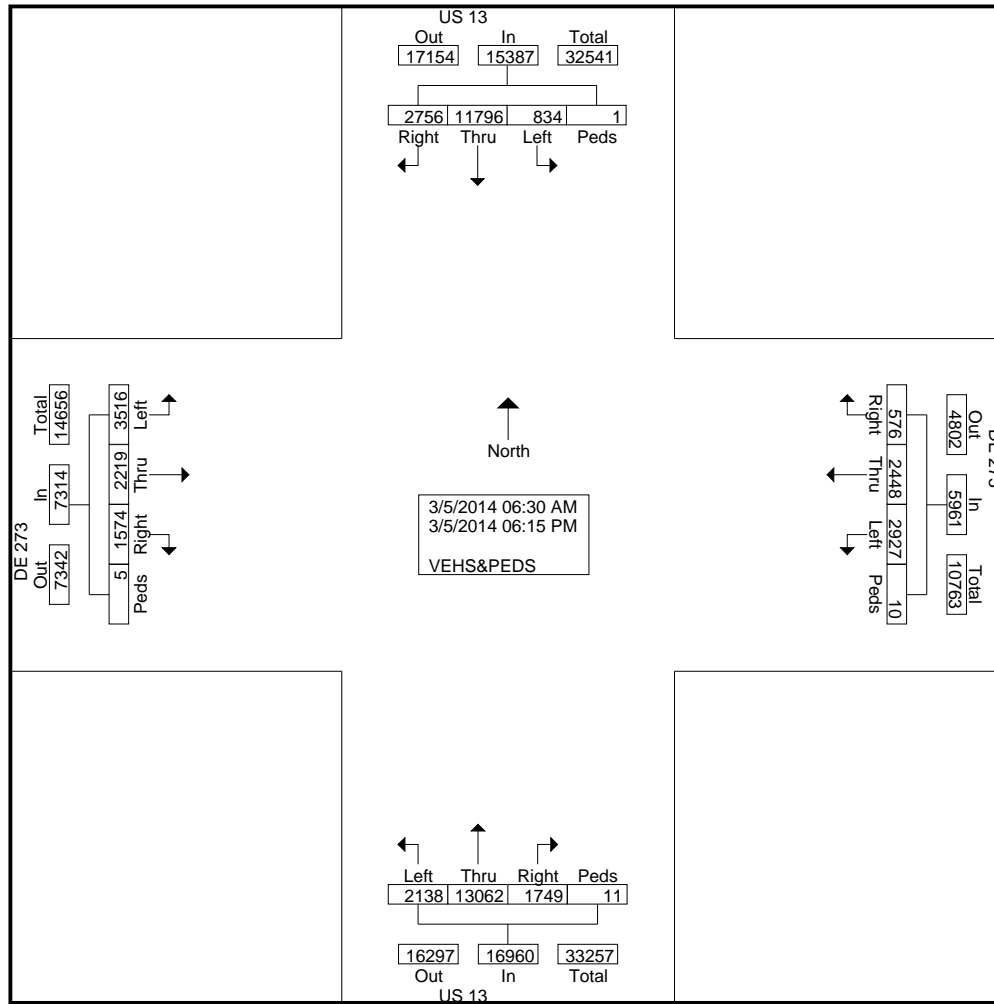 US 13
Out In Total
17154 15387 32541
2756 11796 834 1
Right Thru Left Peds
DE 273
Total In Out
14656 7314 7342
3516 2219 1574 5
Left Thru Right Peds
North
3/5/2014 06:30 AM
3/5/2014 06:15 PM
VEHS&PEDS
Right Thru Left Peds
576 2448 2927 10
Out In Total
4802 5961 10763
DE 273
Left Thru Right Peds
2138 13062 1749 11
16297 16960 33257
Out In Total
US 13